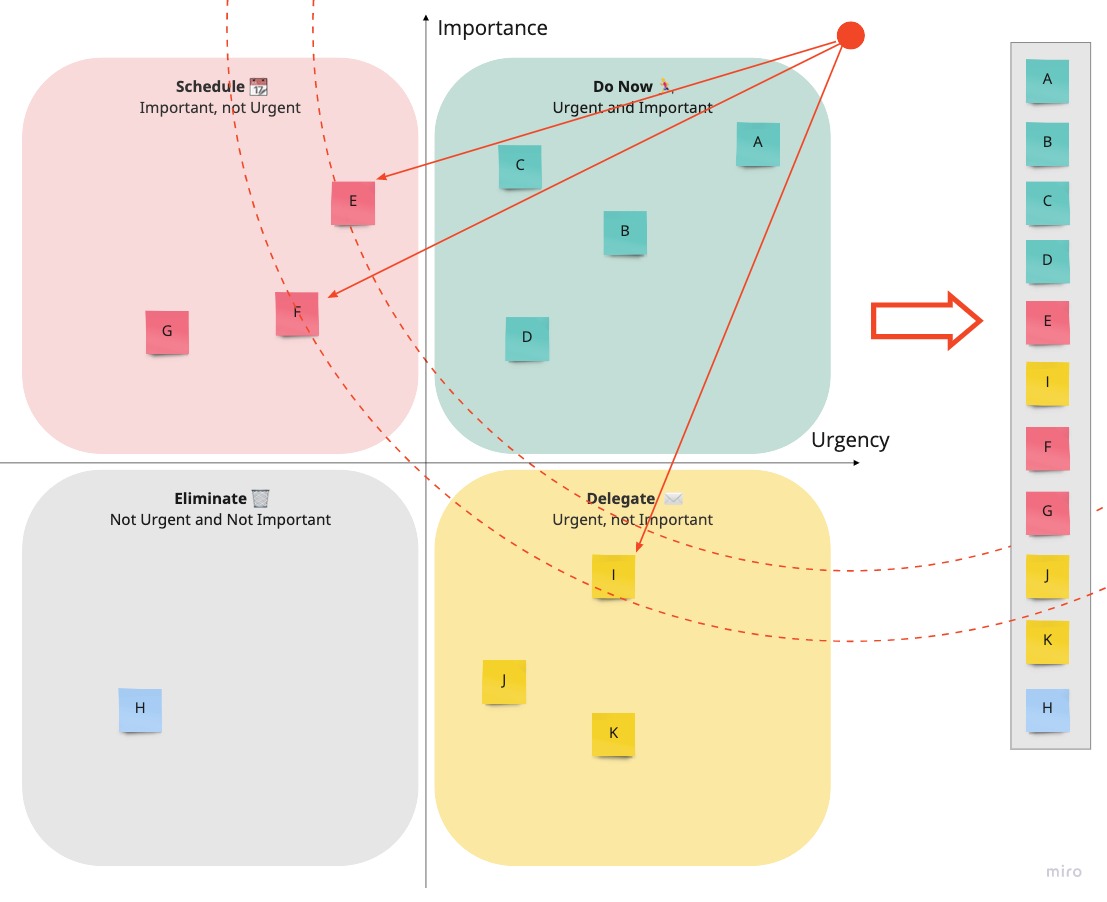 Importance
Schedule 📆
Important, not Urgent
Do Now 🏃
Urgent and Important
A
C
E
B
F
G
D
Urgency
Eliminate 🗑️
Not Urgent and Not Important
Delegate ✉️
Urgent, not Important
I
J
H
K
A
B
C
D
E
I
F
G
J
K
H
miro